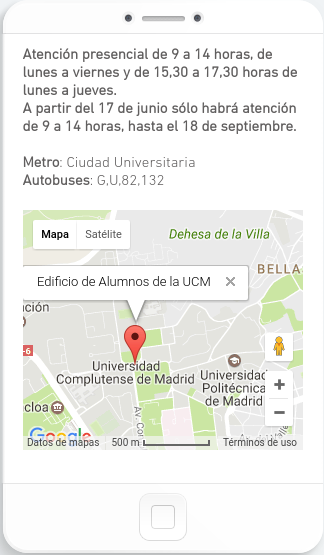 Atención presencial de 9 a 14 horas, de
lunes a viernes y de 15,30 a 17,30 horas de
lunes a jueves.
A partir del 17 de junio sólo habrá atención
de 9 a 14 horas, hasta el 18 de septiembre.
Metro: Ciudad Universitaria
Autobuses: G,U,82,132
Mapa
Satélite
Dehesa de la Villa
BELLA
Edificio de Alumnos de la UCM
ción
-6
Universidad
Complutense de Madrid
Universidad
Politécnica
de Madrid
cloa
Av. Com
Google
Datos de mapas
500 m
Términos de uso